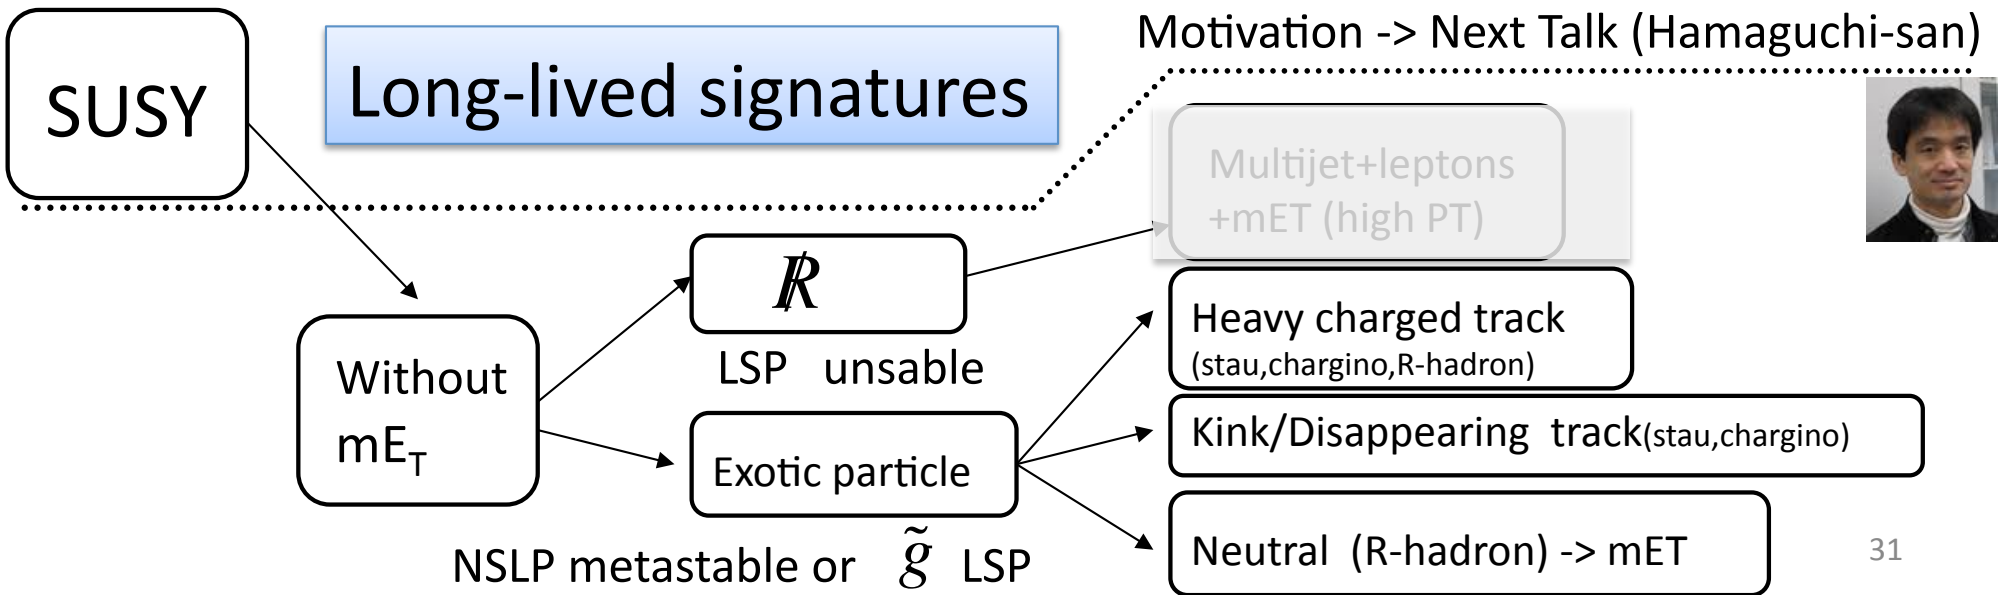 Motivation -> Next Talk (Hamaguchi-san)
SUSY
Long-lived signatures
Multijet+leptons
+mET (high PT)
R̸
LSP unsable
Heavy charged track
(stau,chargino,R-hadron)
Without
mE_T
Kink/Disappearing track(stau,chargino)
Exotic particle
Neutral (R-hadron) -> mET
NSLP metastable or g̃ LSP
31